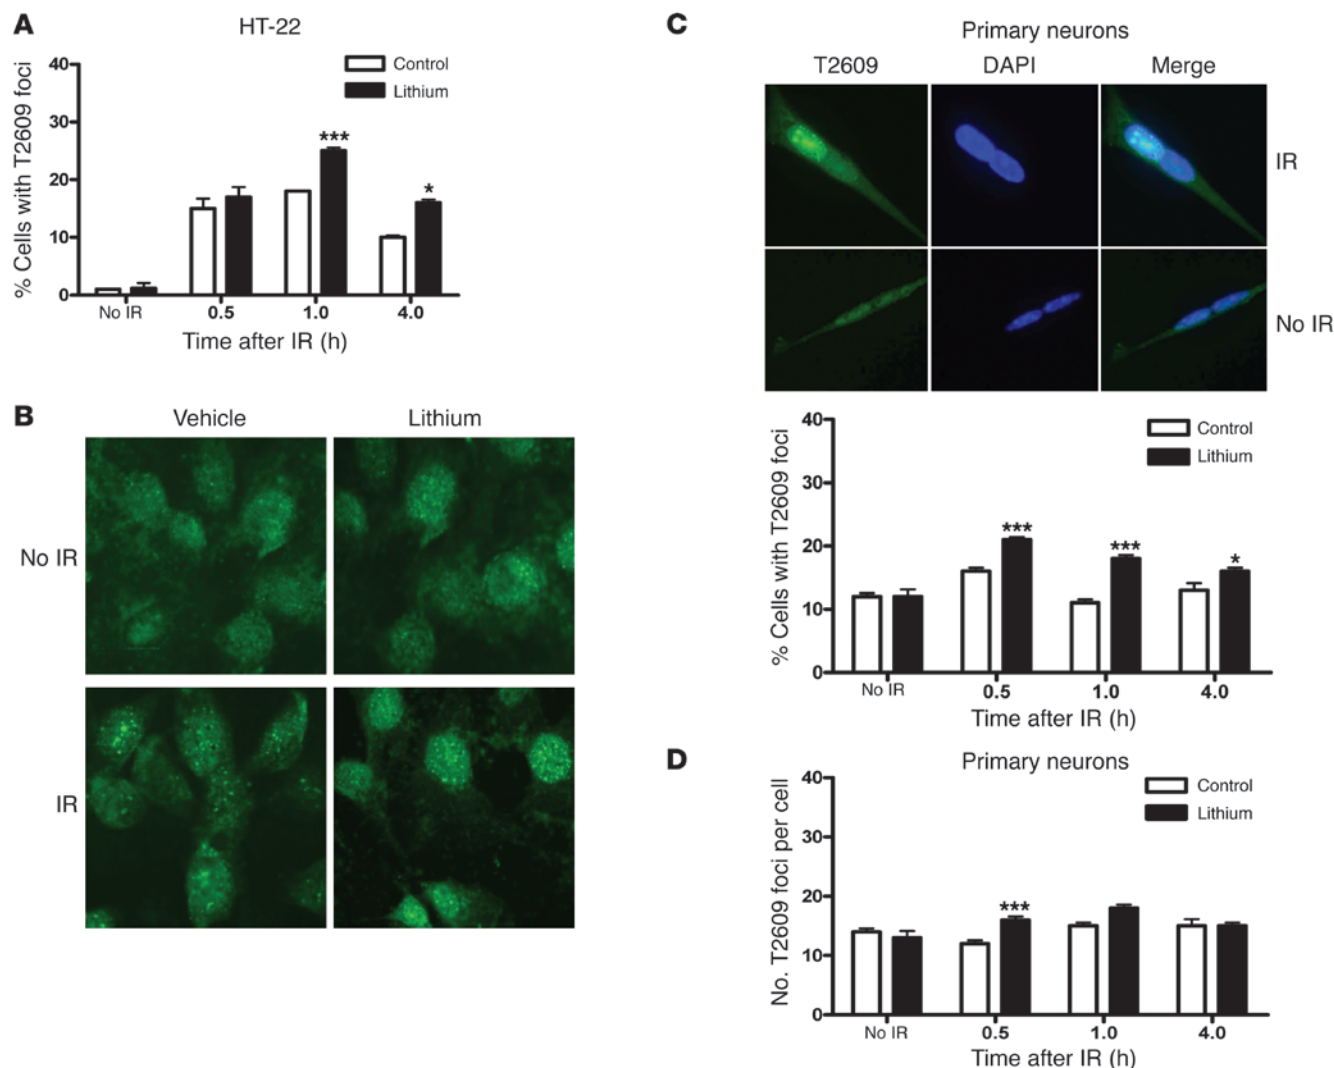 A
HT-22
% Cells with T2609 foci
40
30
20
10
0
Control
Lithium
***
*
No IR 0.5 1.0 4.0
Time after IR (h)
B
Vehicle Lithium
No IR
IR
C
Primary neurons
T2609 DAPI Merge
IR
No IR
% Cells with T2609 foci
40
30
20
10
0
Control
Lithium
***
***
*
No IR 0.5 1.0 4.0
Time after IR (h)
D
Primary neurons
No. T2609 foci per cell
40
30
20
10
0
Control
Lithium
***
No IR 0.5 1.0 4.0
Time after IR (h)